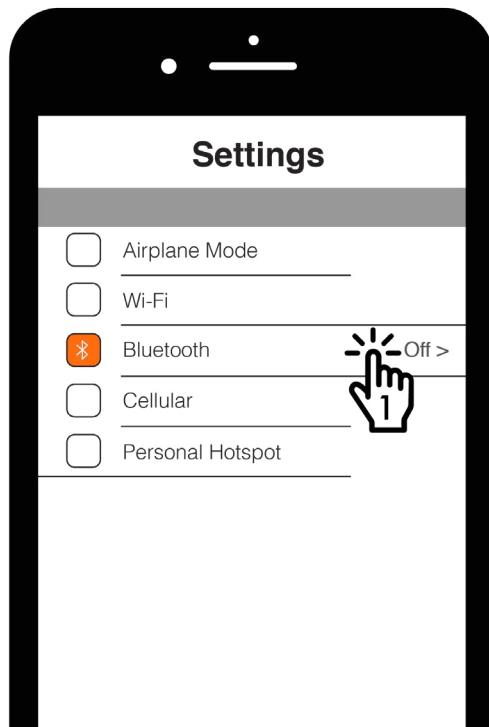 Settings
Airplane Mode
Wi-Fi
Bluetooth Off >
1
Cellular
Personal Hotspot